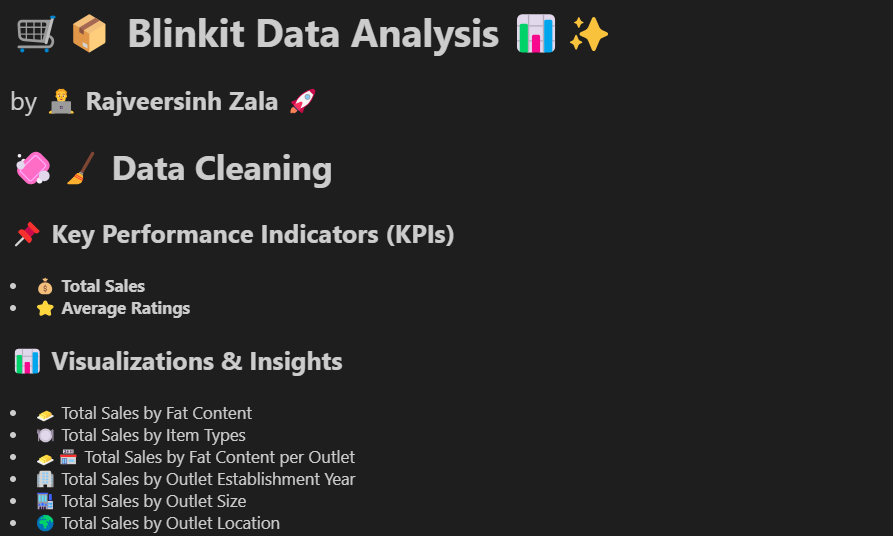 🛒 📦 Blinkit Data Analysis 📊 ✨
by 🧑‍💻 Rajveersinh Zala 🚀
🧼 🧹 Data Cleaning
📌 Key Performance Indicators (KPIs)
• 💰 Total Sales
• ⭐ Average Ratings
📊 Visualizations & Insights
• 🧈 Total Sales by Fat Content
• 🍽️ Total Sales by Item Types
• 🧈 🏪 Total Sales by Fat Content per Outlet
• 🏢 Total Sales by Outlet Establishment Year
• 🏬 Total Sales by Outlet Size
• 🌍 Total Sales by Outlet Location